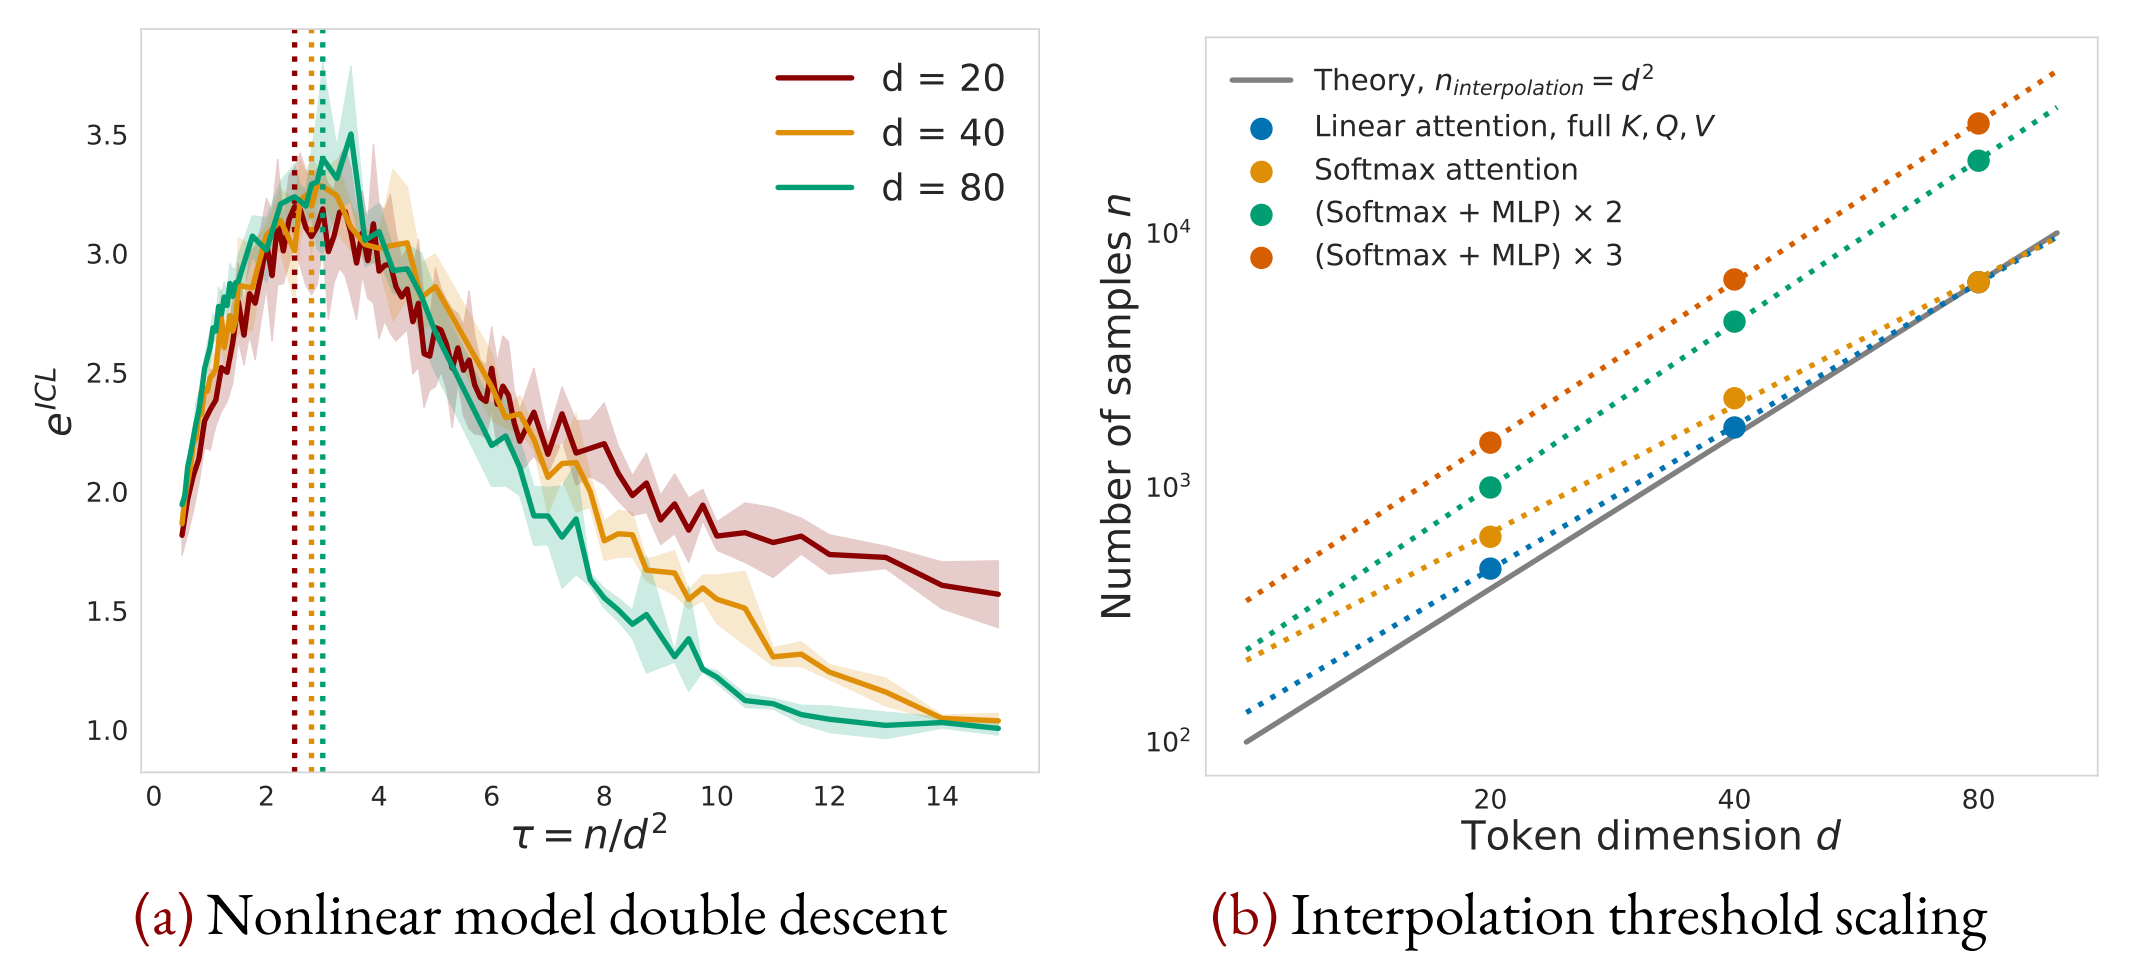 d = 20
d = 40
d = 80
3.5
3.0
2.5
2.0
1.5
1.0
e^{ICL}
0 2 4 6 8 10 12 14
τ = n/d²
(a) Nonlinear model double descent
Theory, n_{interpolation} = d²
Linear attention, full K, Q, V
Softmax attention
(Softmax + MLP) × 2
(Softmax + MLP) × 3
10⁴
10³
10²
Number of samples n
20 40 80
Token dimension d
(b) Interpolation threshold scaling